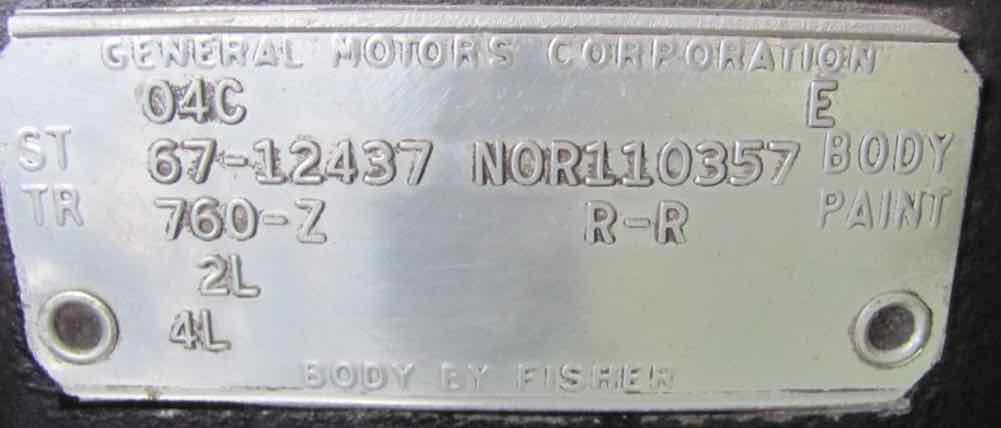 GENERAL MOTORS CORPORATION
04C E
ST 67-12437 NOR110357 BODY
TR 760-Z R-R PAINT
2L
4L
BODY BY FISHER